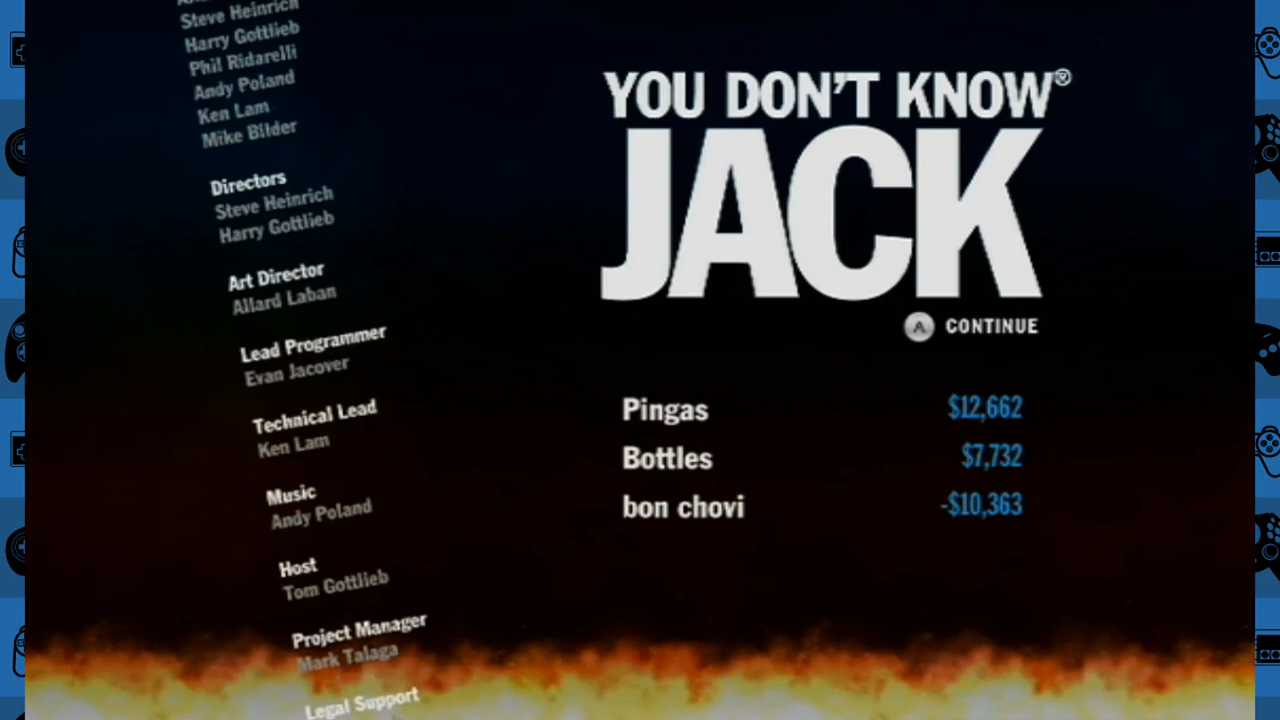 Steve Heinrich
Harry Gottlieb
Phil Ridarelli
Andy Poland
Ken Lam
Mike Bilder
Directors
Steve Heinrich
Harry Gottlieb
Art Director
Allard Laban
Lead Programmer
Evan Jacover
Technical Lead
Ken Lam
Music
Andy Poland
Host
Tom Gottlieb
Project Manager
Mark Talaga
Legal Support
YOU DON'T KNOW®
JACK
A CONTINUE
Pingas $12,662
Bottles $7,732
bon chovi -$10,363